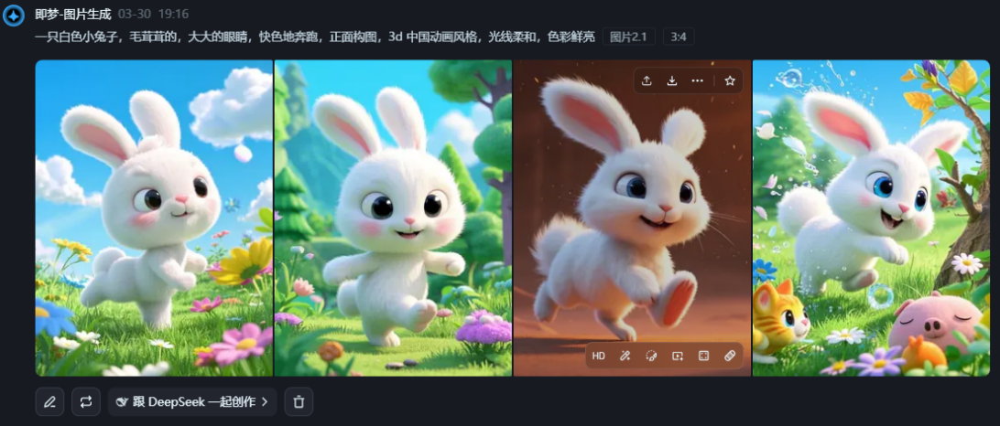 即梦-图片生成 03-30 19:16
一只白色小兔子，毛茸茸的，大大的眼睛，快色地奔跑，正面构图，3d 中国动画风格，光线柔和，色彩鲜亮 图片2.1 3:4
HD
跟 DeepSeek 一起创作